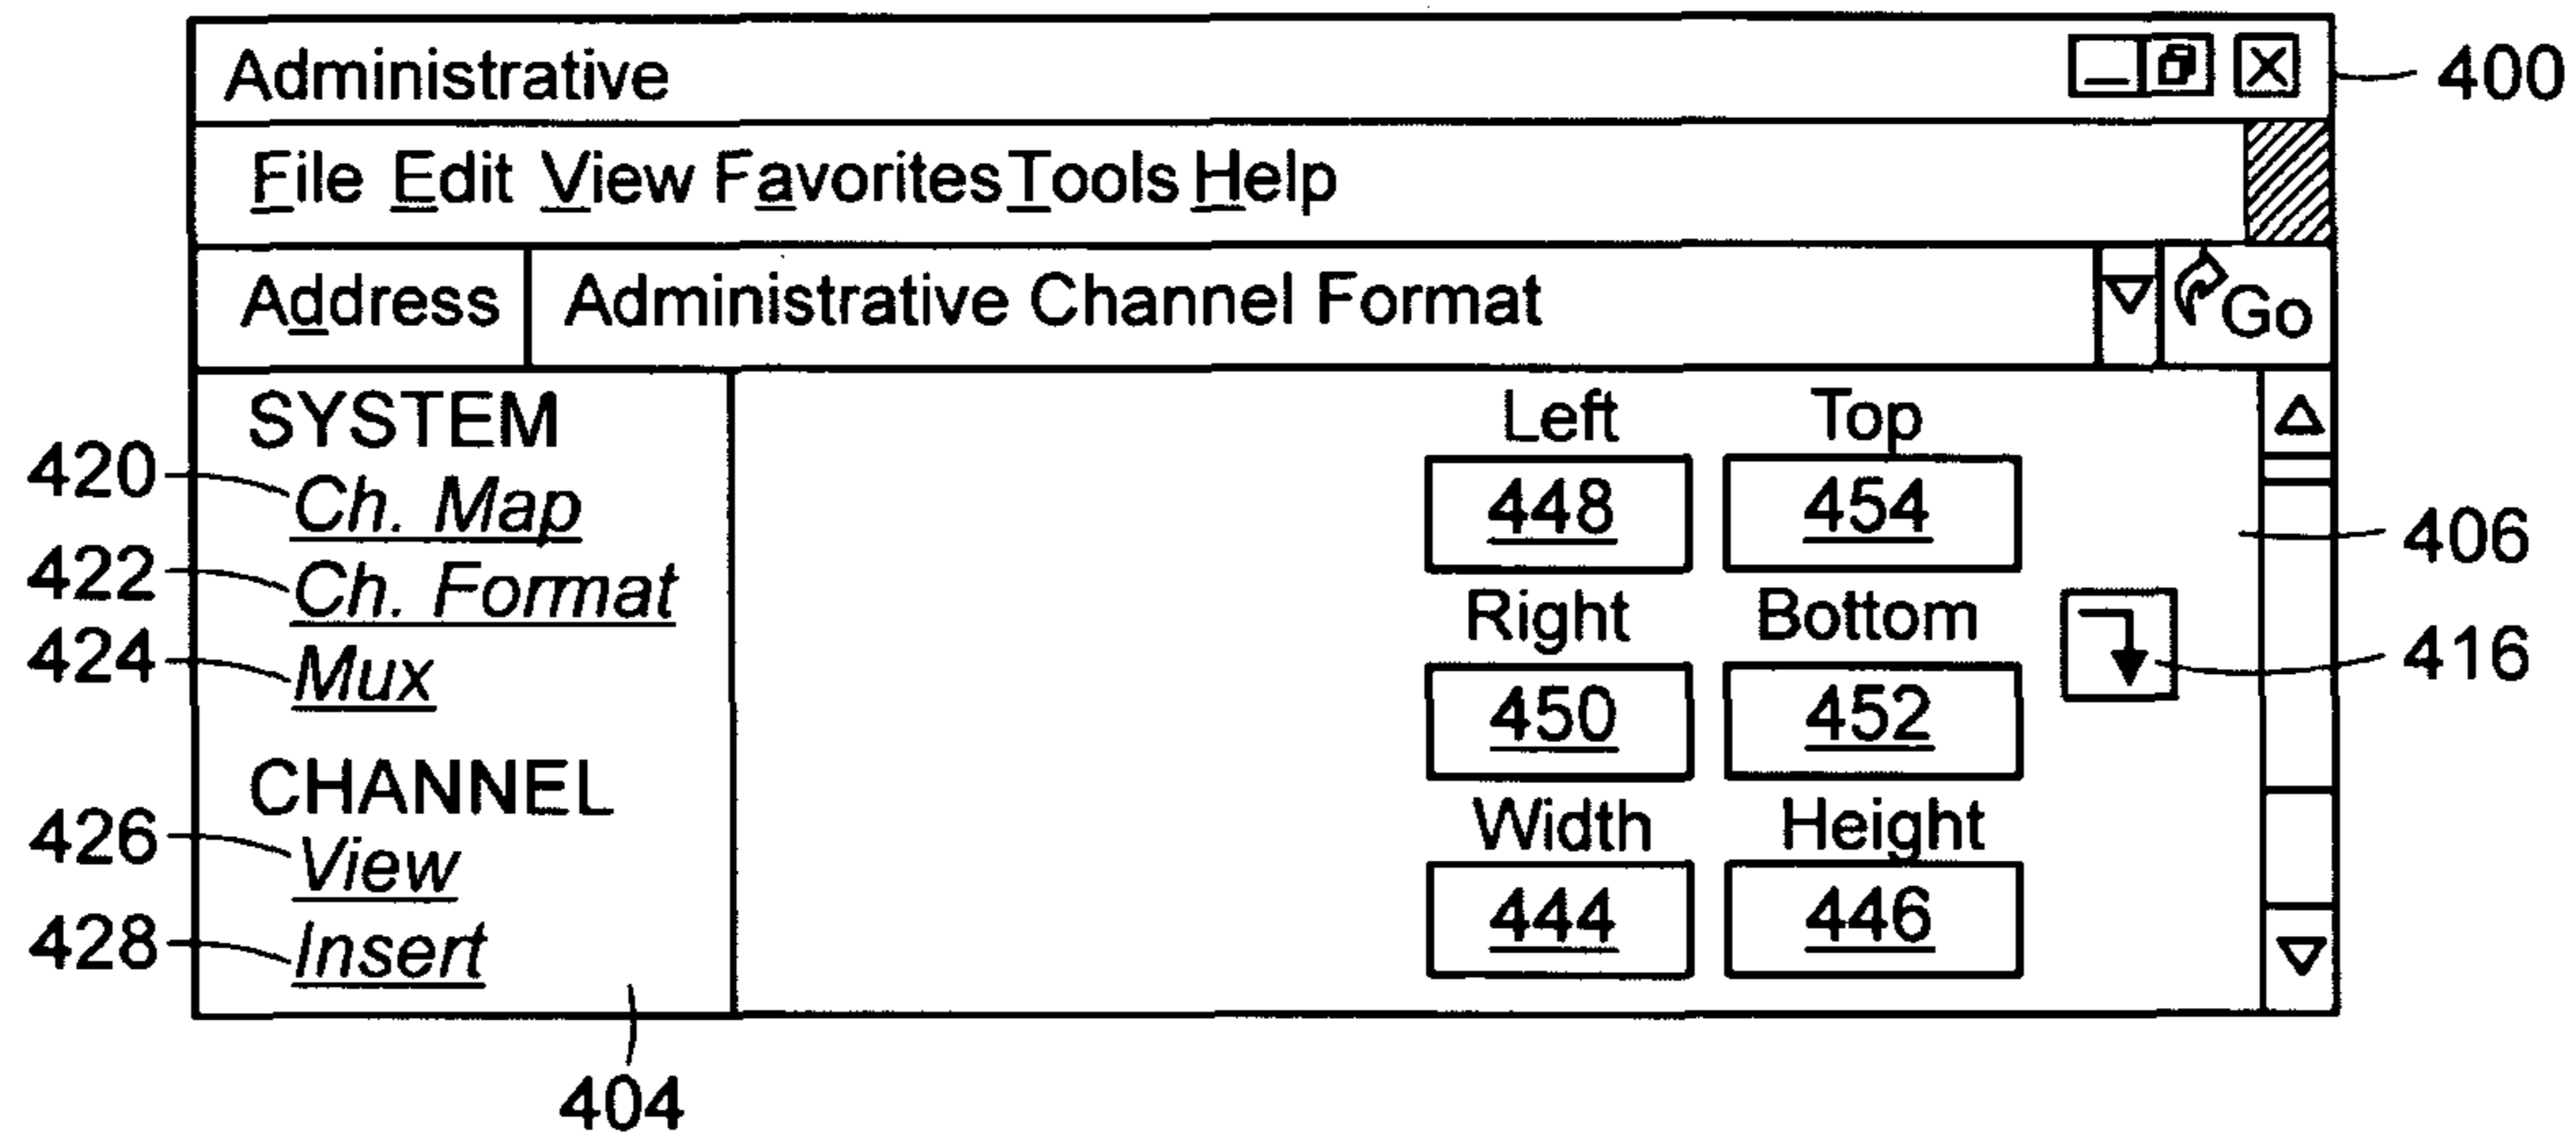 Administrative 400
File Edit View Favorites Tools Help
Address Administrative Channel Format Go
SYSTEM
420 Ch. Map
422 Ch. Format
424 Mux
CHANNEL
426 View
428 Insert
404
Left Top
448 454
406
Right Bottom
450 452
416
Width Height
444 446